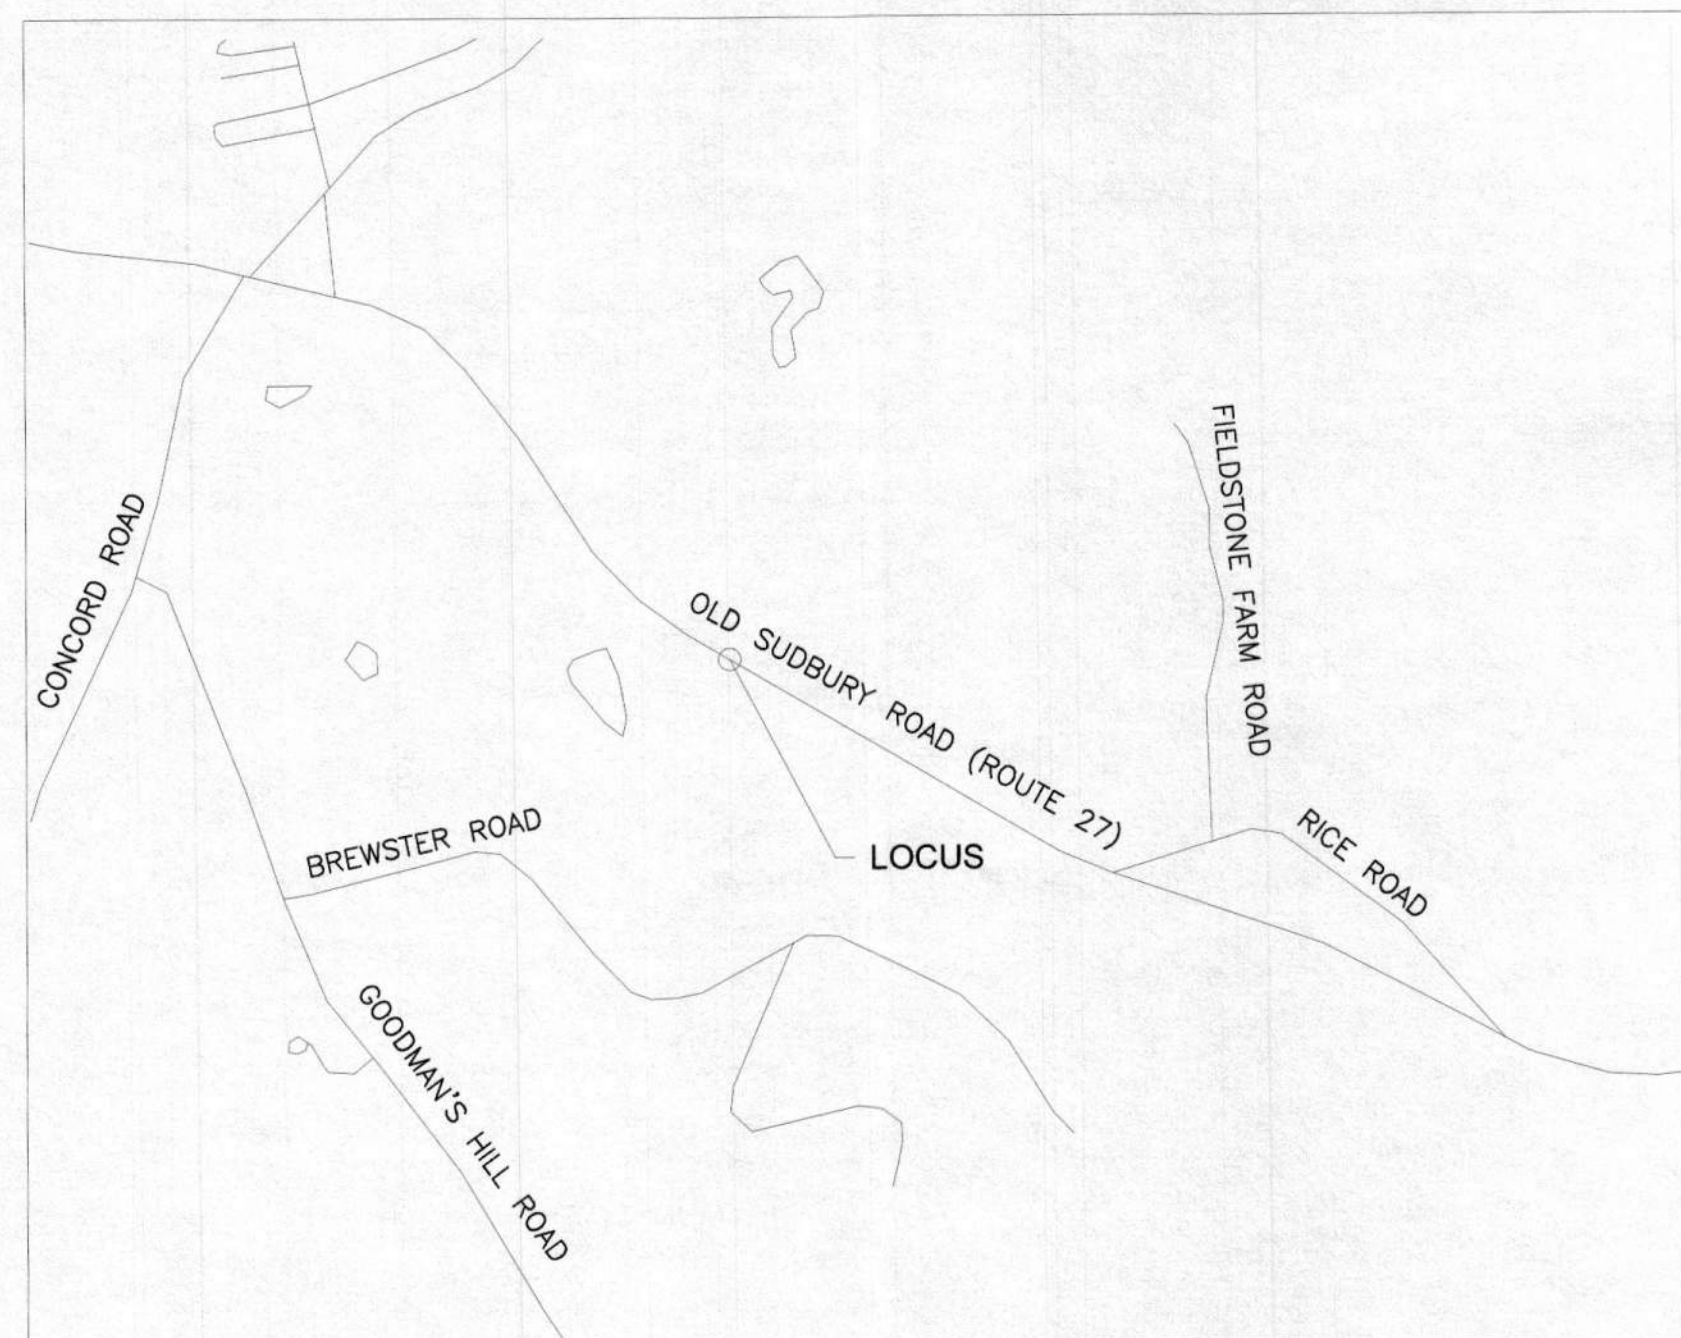 FIELDSTONE FARM ROAD
CONCORD ROAD
OLD SUDBURY ROAD (ROUTE 27)
RICE ROAD
BREWSTER ROAD
LOCUS
GOODMAN'S HILL ROAD